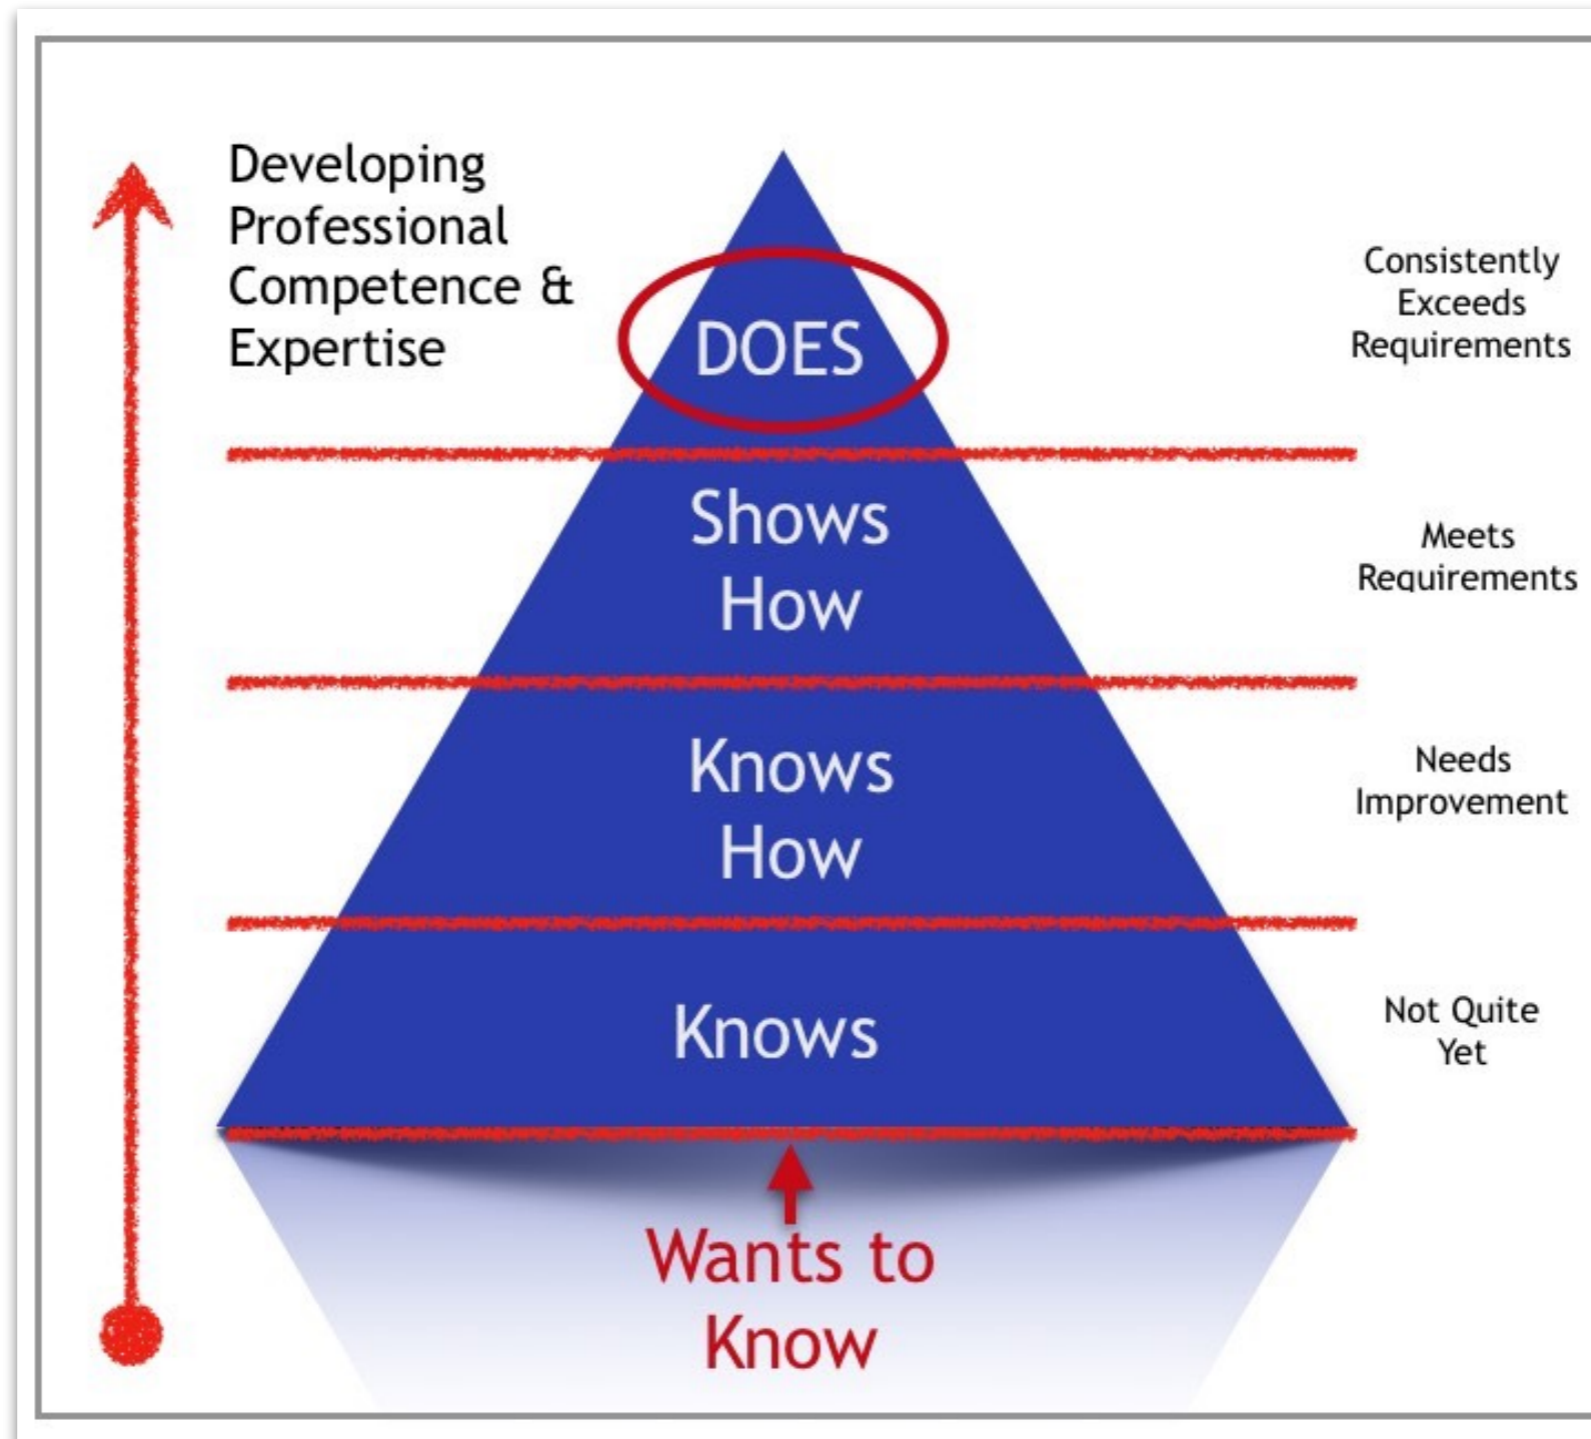 Developing
Professional
Competence &
Expertise
DOES
Consistently
Exceeds
Requirements
Shows
How
Meets
Requirements
Knows
How
Needs
Improvement
Knows
Not Quite
Yet
Wants to
Know